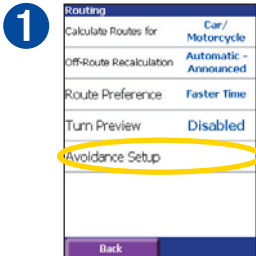 1
Routing
Calculate Routes for Car/
Motorcycle
Off-Route Recalculation Automatic -
Announced
Route Preference Faster Time
Turn Preview Disabled
Avoidance Setup
Back